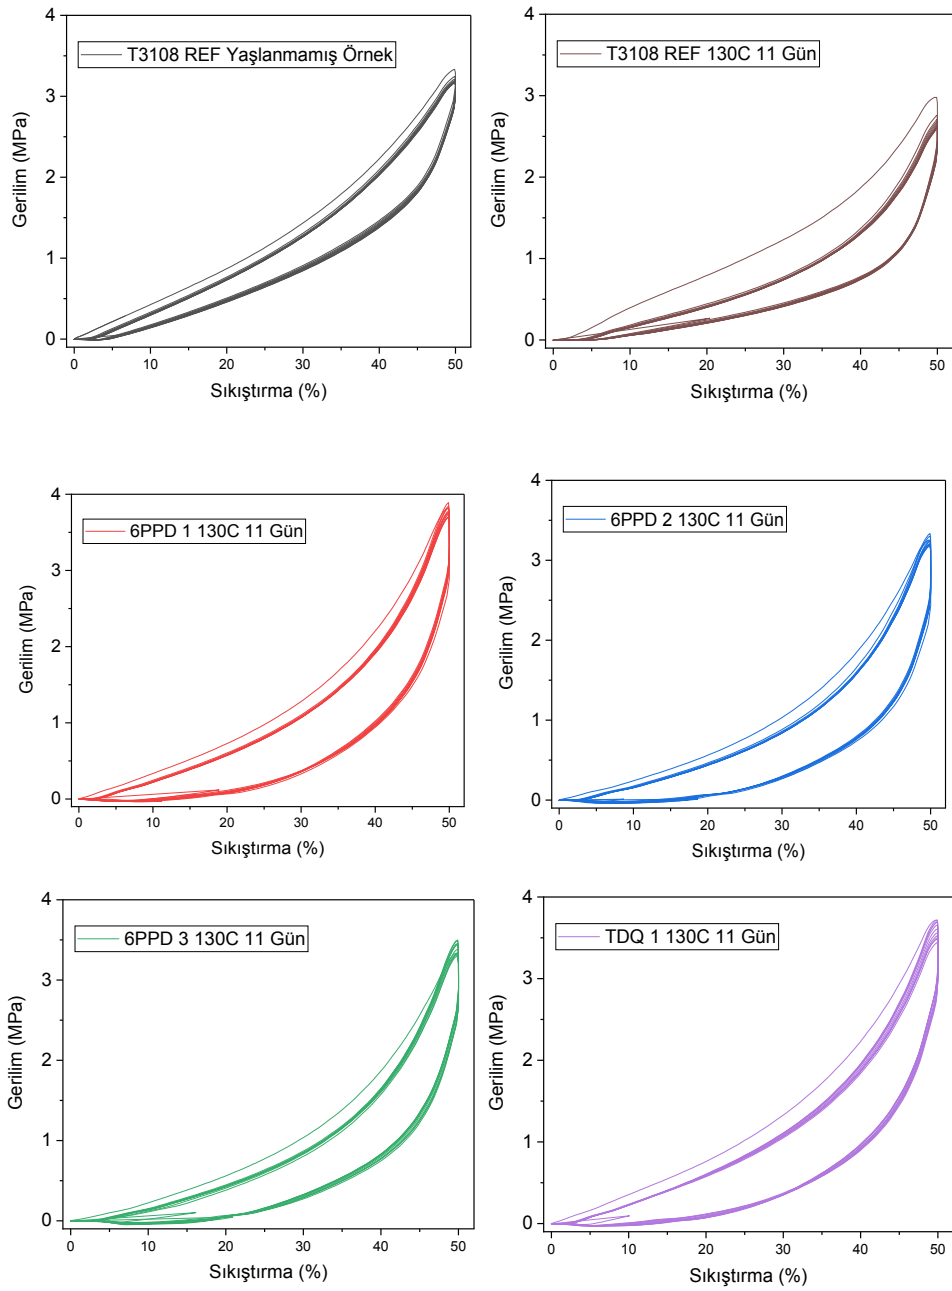 T3108 REF Yaşlanmamış Örnek
Gerilim (MPa)
4
3
2
1
0
0 10 20 30 40 50
Sıkıştırma (%)
T3108 REF 130C 11 Gün
Gerilim (MPa)
4
3
2
1
0
0 10 20 30 40 50
Sıkıştırma (%)
6PPD 1 130C 11 Gün
Gerilim (MPa)
4
3
2
1
0
0 10 20 30 40 50
Sıkıştırma (%)
6PPD 2 130C 11 Gün
Gerilim (MPa)
4
3
2
1
0
0 10 20 30 40 50
Sıkıştırma (%)
6PPD 3 130C 11 Gün
Gerilim (MPa)
4
3
2
1
0
0 10 20 30 40 50
Sıkıştırma (%)
TDQ 1 130C 11 Gün
Gerilim (MPa)
4
3
2
1
0
0 10 20 30 40 50
Sıkıştırma (%)